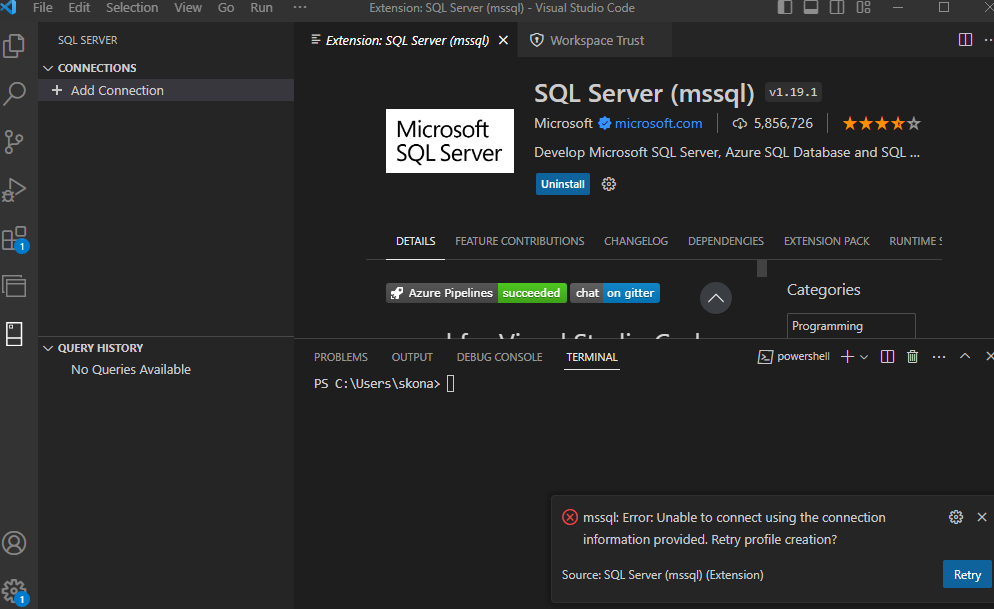 File Edit Selection View Go Run ··· Extension: SQL Server (mssql) - Visual Studio Code
SQL SERVER
Extension: SQL Server (mssql)
Workspace Trust
CONNECTIONS
Add Connection
SQL Server (mssql) v1.19.1
Microsoft microsoft.com 5,856,726
Microsoft
SQL Server
Develop Microsoft SQL Server, Azure SQL Database and SQL ...
Uninstall
DETAILS FEATURE CONTRIBUTIONS CHANGELOG DEPENDENCIES EXTENSION PACK RUNTIME S
1
Azure Pipelines succeeded chat on gitter
Categories
Programming
QUERY HISTORY
No Queries Available
PROBLEMS OUTPUT DEBUG CONSOLE TERMINAL powershell
PS C:\Users\skona>
mssql: Error: Unable to connect using the connection
information provided. Retry profile creation?
Source: SQL Server (mssql) (Extension)
Retry
1